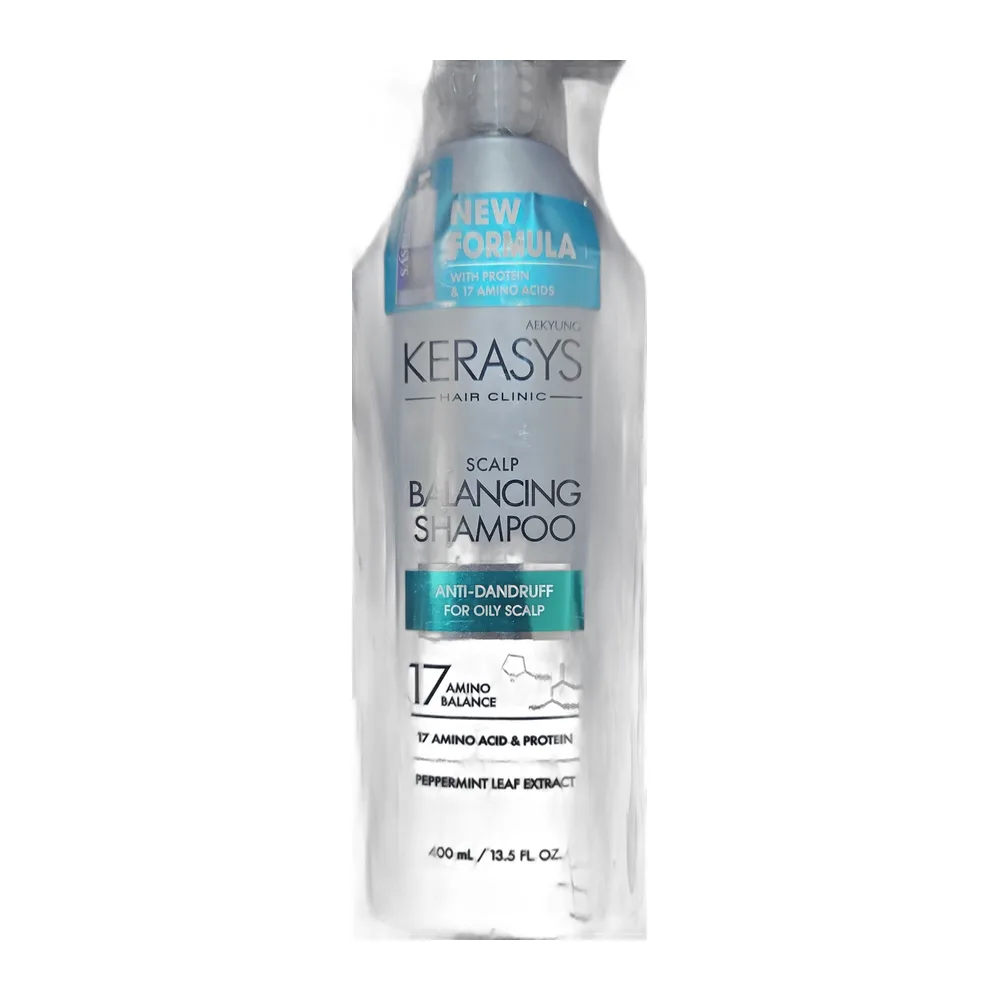 NEW
FORMULA
WITH PROTEIN
& 17 AMINO ACIDS
AEKYUNG
KERASYS
HAIR CLINIC
SCALP
BALANCING
SHAMPOO
ANTI-DANDRUFF
FOR OILY SCALP
17 AMINO
BALANCE
17 AMINO ACID & PROTEIN
PEPPERMINT LEAF EXTRACT
400 mL / 13.5 FL. OZ.